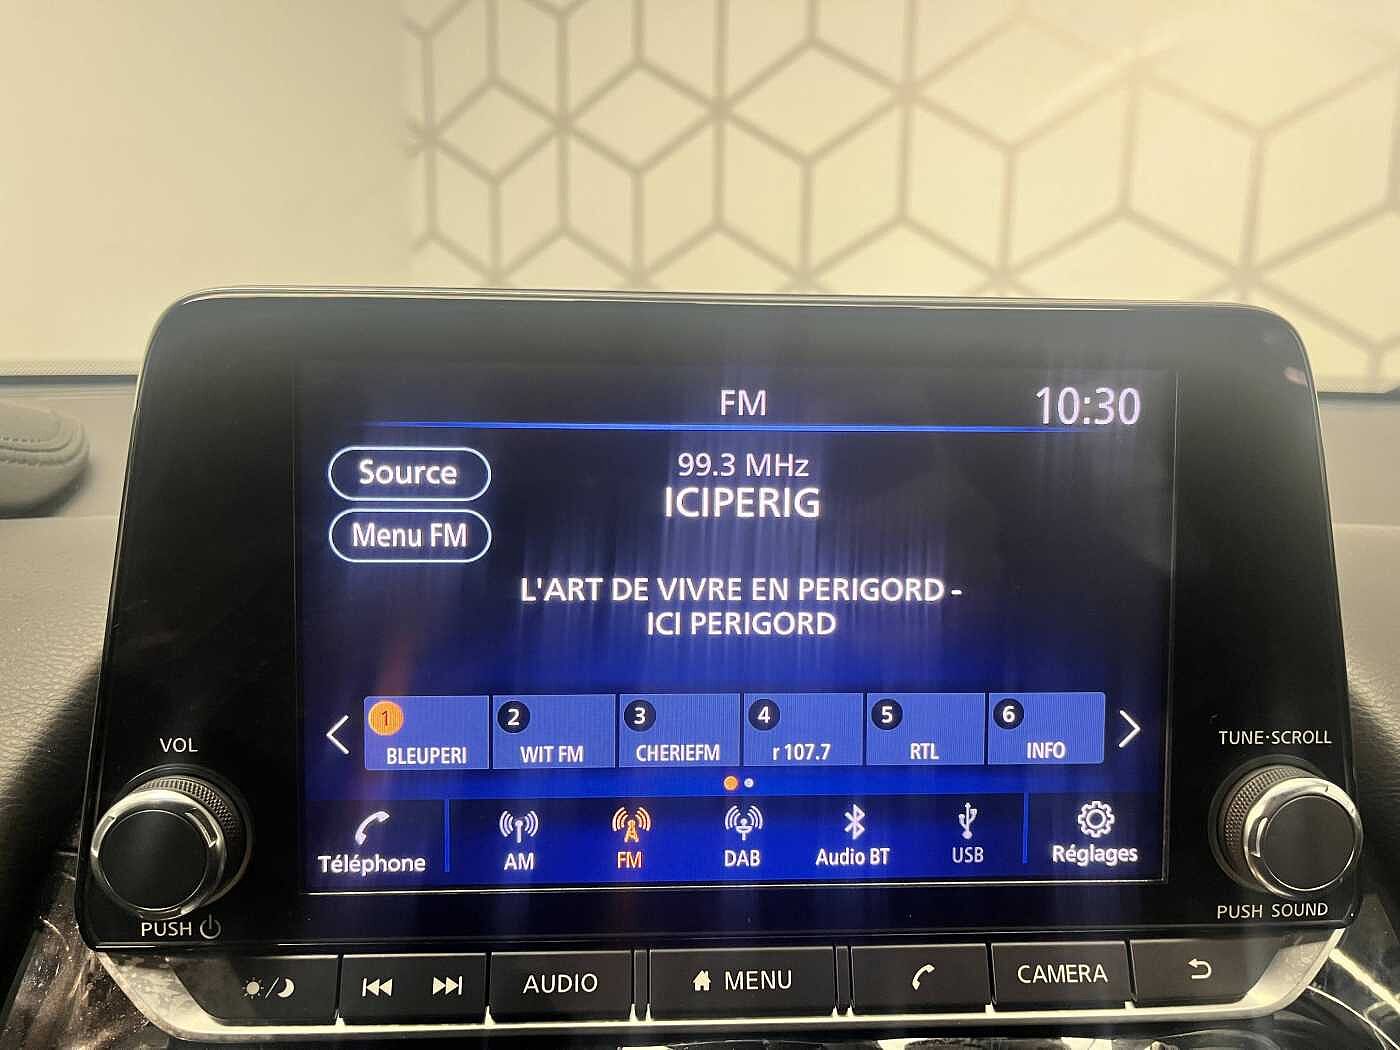 FM
10:30
Source
99.3 MHz
ICIPERIG
Menu FM
L'ART DE VIVRE EN PERIGORD -
ICI PERIGORD
1 BLEUPERI
2 WIT FM
3 CHERIEFM
4 r 107.7
5 RTL
6 INFO
Téléphone
AM
FM
DAB
Audio BT
USB
Réglages
VOL
PUSH
TUNE·SCROLL
PUSH SOUND
AUDIO
MENU
CAMERA